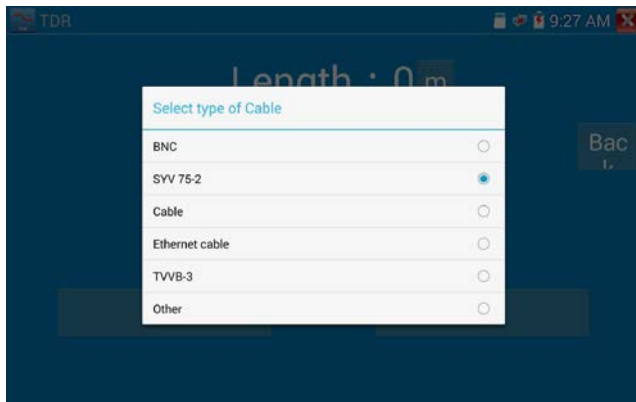 TDR
9:27 AM
Length : 0 m
Select type of Cable
BNC
SYV 75-2
Cable
Ethernet cable
TVVB-3
Other
Bac
k